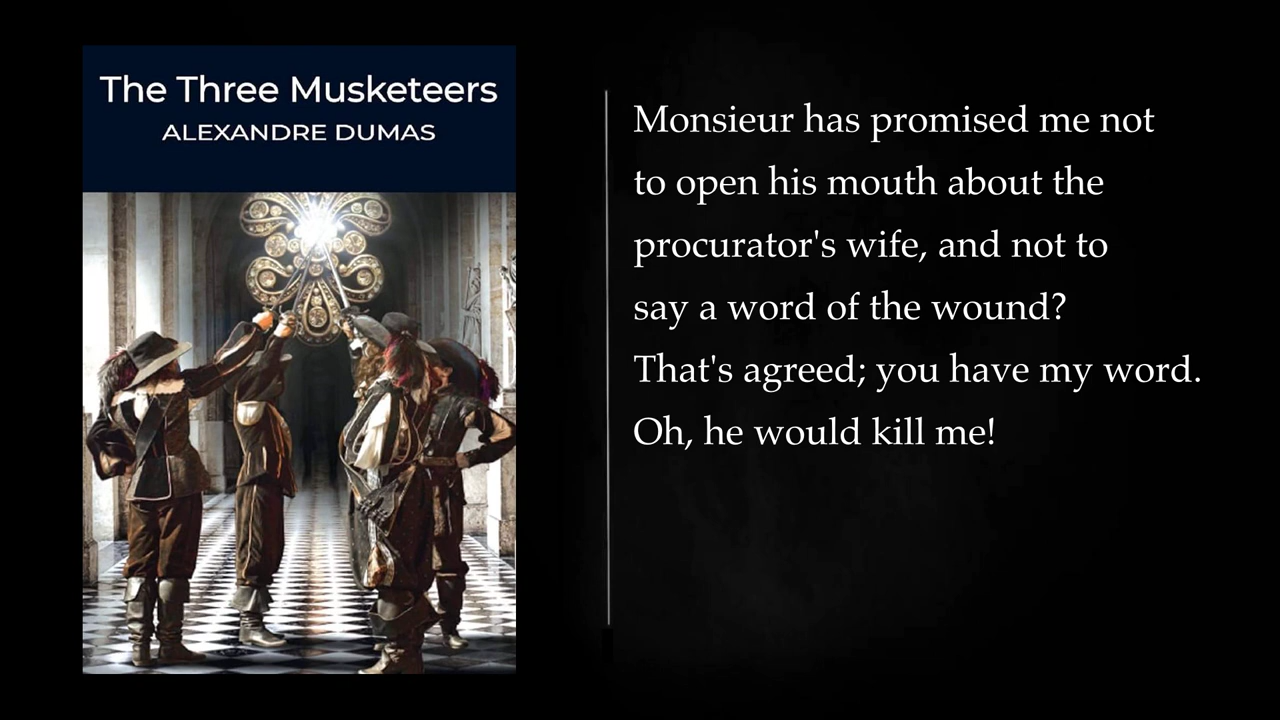 The Three Musketeers
ALEXANDRE DUMAS
Monsieur has promised me not
to open his mouth about the
procurator's wife, and not to
say a word of the wound?
That's agreed; you have my word.
Oh, he would kill me!